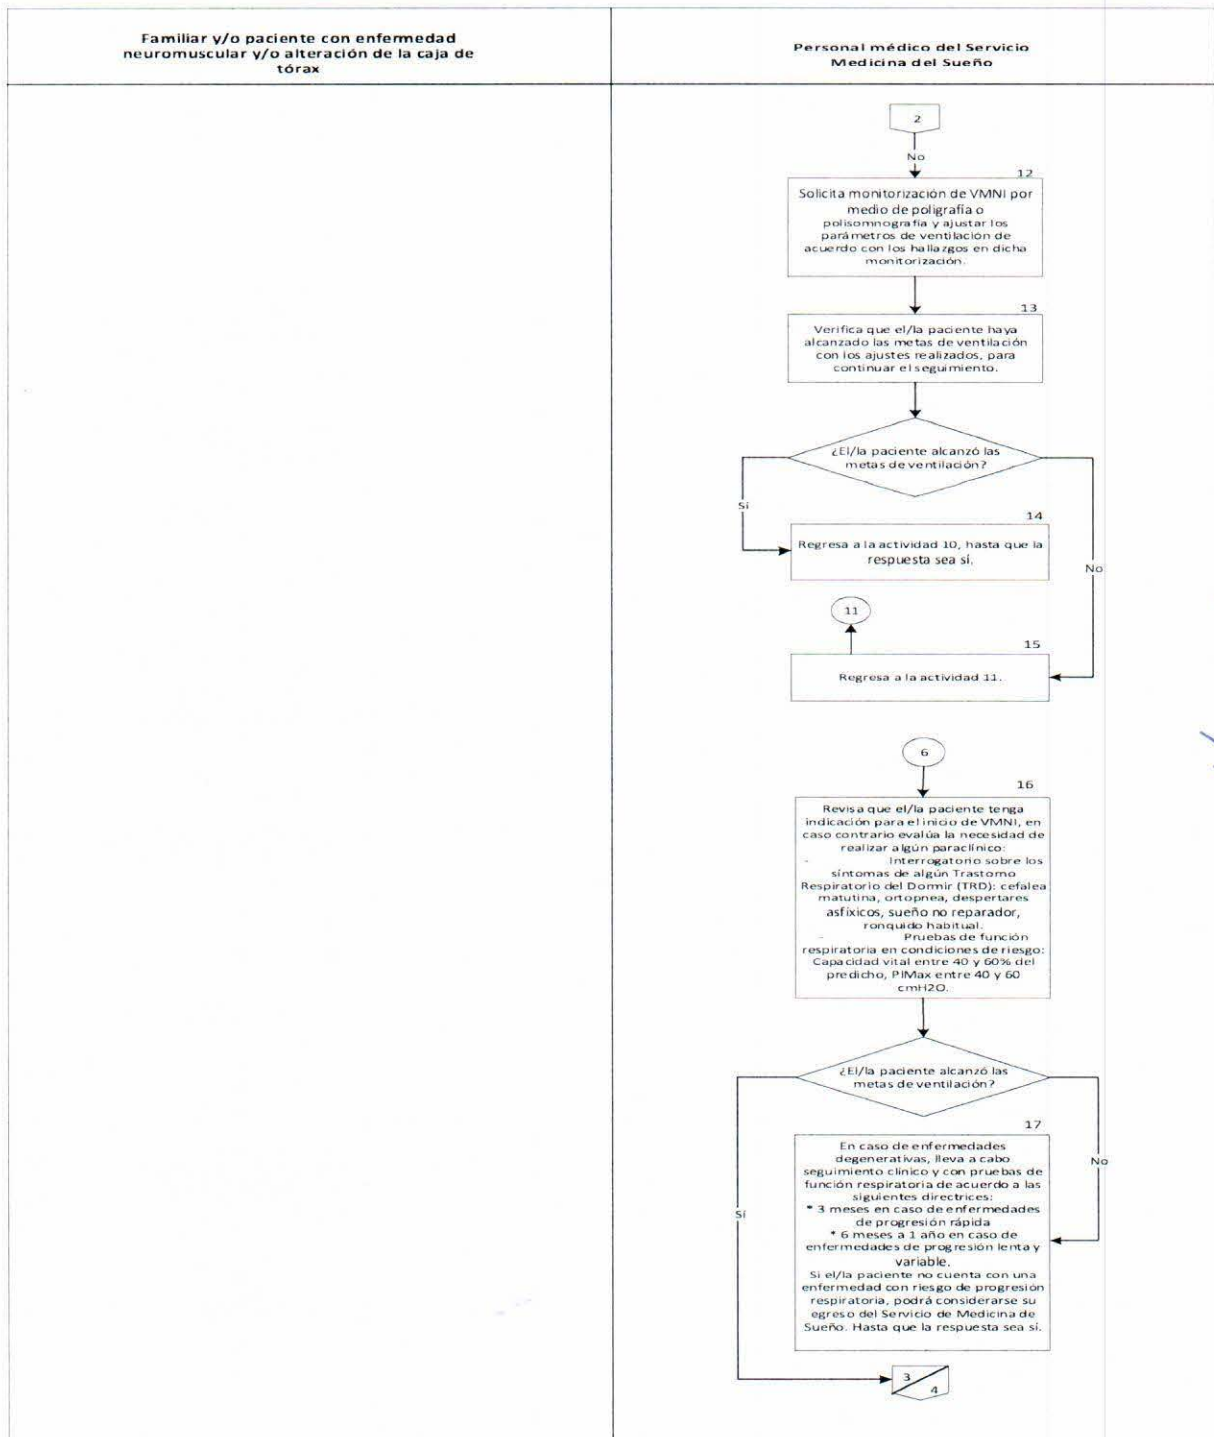 Familiar y/o paciente con enfermedad
neuromuscular y/o alteración de la caja de
tórax
Personal médico del Servicio
Medicina del Sueño
2
No
12
Solicita monitorización de VMNI por
medio de poligrafía o
polisomnografía y ajustar los
parámetros de ventilación de
acuerdo con los hallazgos en dicha
monitorización.
13
Verifica que el/la paciente haya
alcanzado las metas de ventilación
con los ajustes realizados, para
continuar el seguimiento.
¿El/la paciente alcanzó las
metas de ventilación?
Sí
14
Regresa a la actividad 10, hasta que la
respuesta sea sí.
No
11
15
Regresa a la actividad 11.
6
16
Revisa que el/la paciente tenga
indicación para el inicio de VMNI, en
caso contrario evalúa la necesidad de
realizar algún paraclínico:
- Interrogatorio sobre los
síntomas de algún Trastorno
Respiratorio del Dormir (TRD): cefalea
matutina, ortopnea, despertares
asfíxicos, sueño no reparador,
ronquido habitual.
- Pruebas de función
respiratoria en condiciones de riesgo:
Capacidad vital entre 40 y 60% del
predicho, PIMax entre 40 y 60
cmH2O.
¿El/la paciente alcanzó las
metas de ventilación?
17
En caso de enfermedades
degenerativas, lleva a cabo
seguimiento clínico y con pruebas de
función respiratoria de acuerdo a las
siguientes directrices:
* 3 meses en caso de enfermedades
de progresión rápida
* 6 meses a 1 año en caso de
enfermedades de progresión lenta y
variable.
Si el/la paciente no cuenta con una
enfermedad con riesgo de progresión
respiratoria, podrá considerarse su
egreso del Servicio de Medicina de
Sueño. Hasta que la respuesta sea sí.
No
Sí
3
4